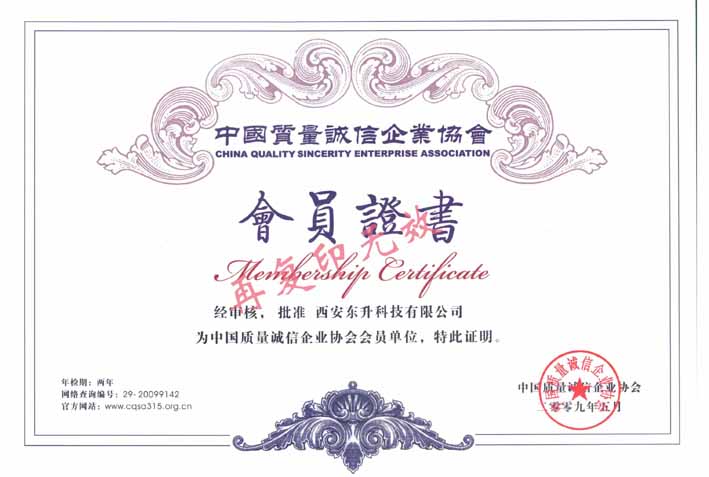 中國質量誠信企業協會
CHINA QUALITY SINCERITY ENTERPRISE ASSOCIATION
會員證書
再复印无效
Membership Certificate
经审核，批准 西安东升科技有限公司
为中国质量诚信企业协会会员单位，特此证明。
年检期：两年
网络查询编号：29-20099142
官方网站：www.cqsa315.org.cn
中国质量诚信企业协会
二零零九年五月
中国质量诚信企业协会